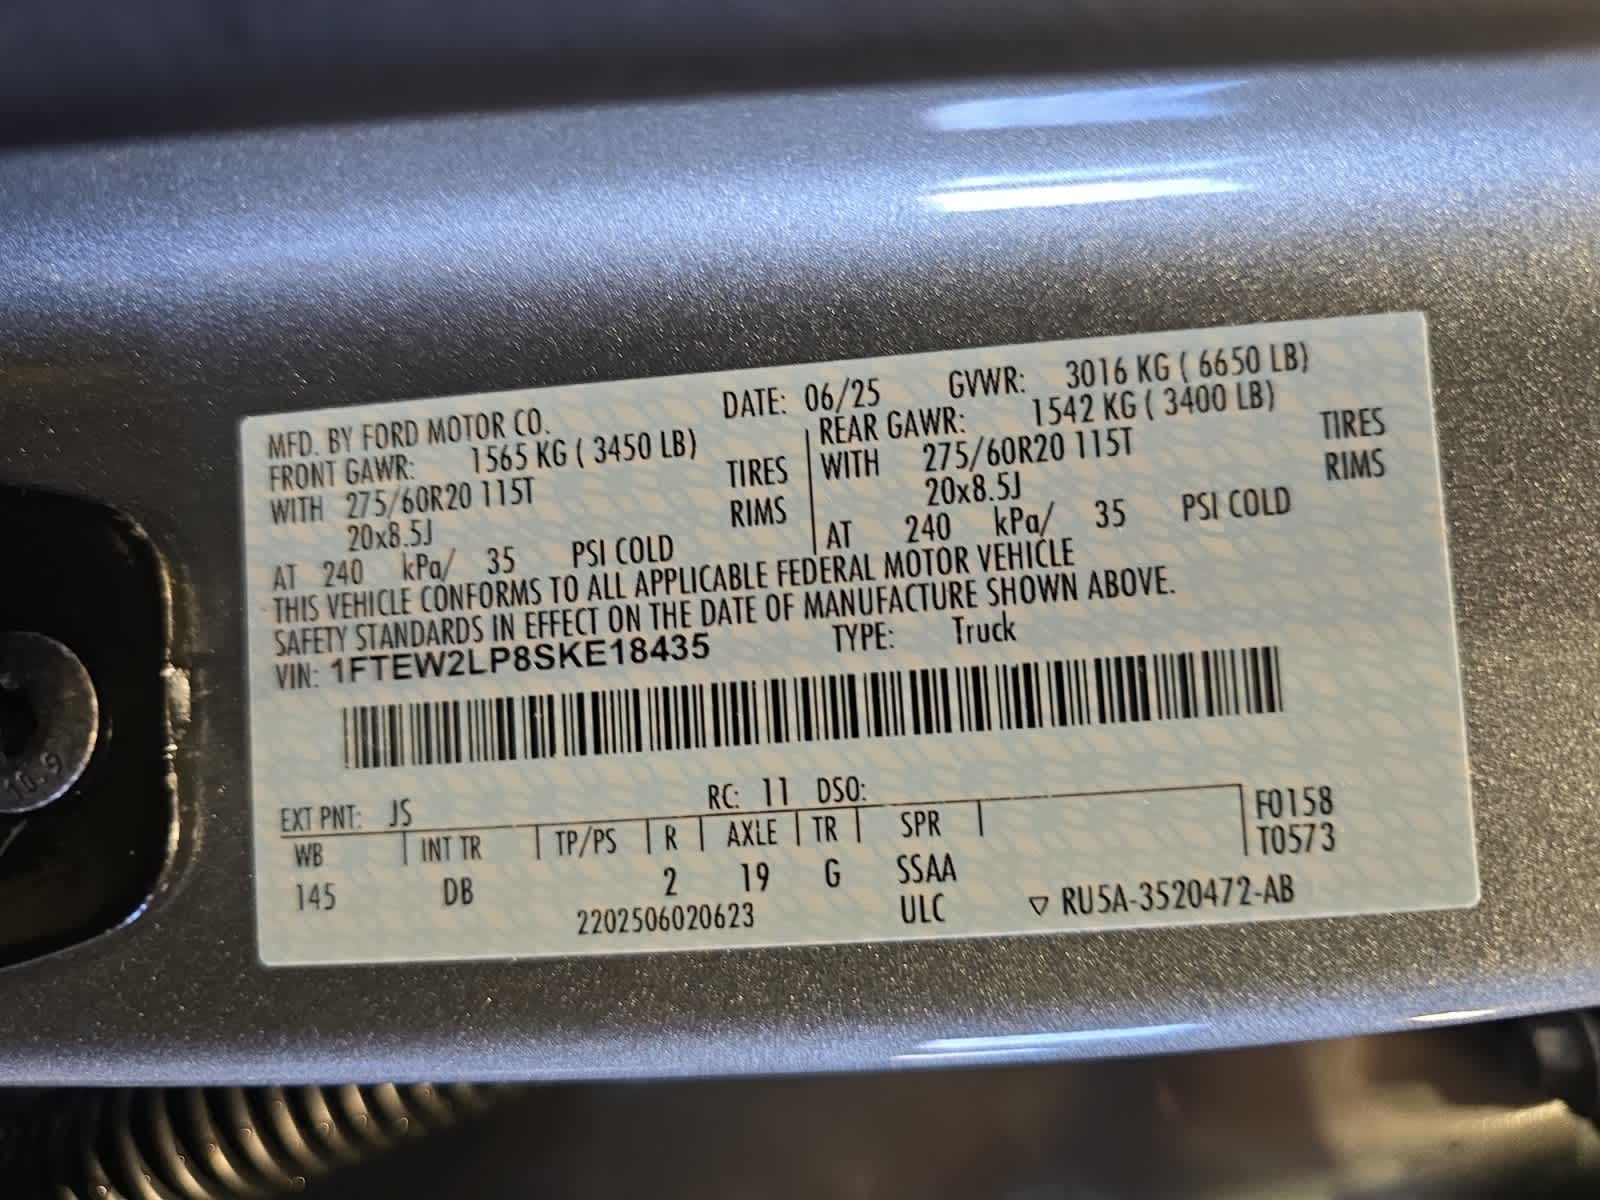 MFD. BY FORD MOTOR CO. DATE: 06/25 GVWR: 3016 KG ( 6650 LB)
FRONT GAWR: 1565 KG ( 3450 LB) REAR GAWR: 1542 KG ( 3400 LB)
WITH 275/60R20 115T TIRES WITH 275/60R20 115T TIRES
20x8.5J RIMS 20x8.5J RIMS
AT 240 kPa/ 35 PSI COLD AT 240 kPa/ 35 PSI COLD
THIS VEHICLE CONFORMS TO ALL APPLICABLE FEDERAL MOTOR VEHICLE
SAFETY STANDARDS IN EFFECT ON THE DATE OF MANUFACTURE SHOWN ABOVE.
VIN: 1FTEW2LP8SKE18435 TYPE: Truck
EXT PNT: JS RC: 11 DSO: F0158
WB INT TR TP/PS R AXLE TR SPR T0573
145 DB 2 19 G SSAA
2202506020623 ULC ▽ RU5A-3520472-AB
10.9